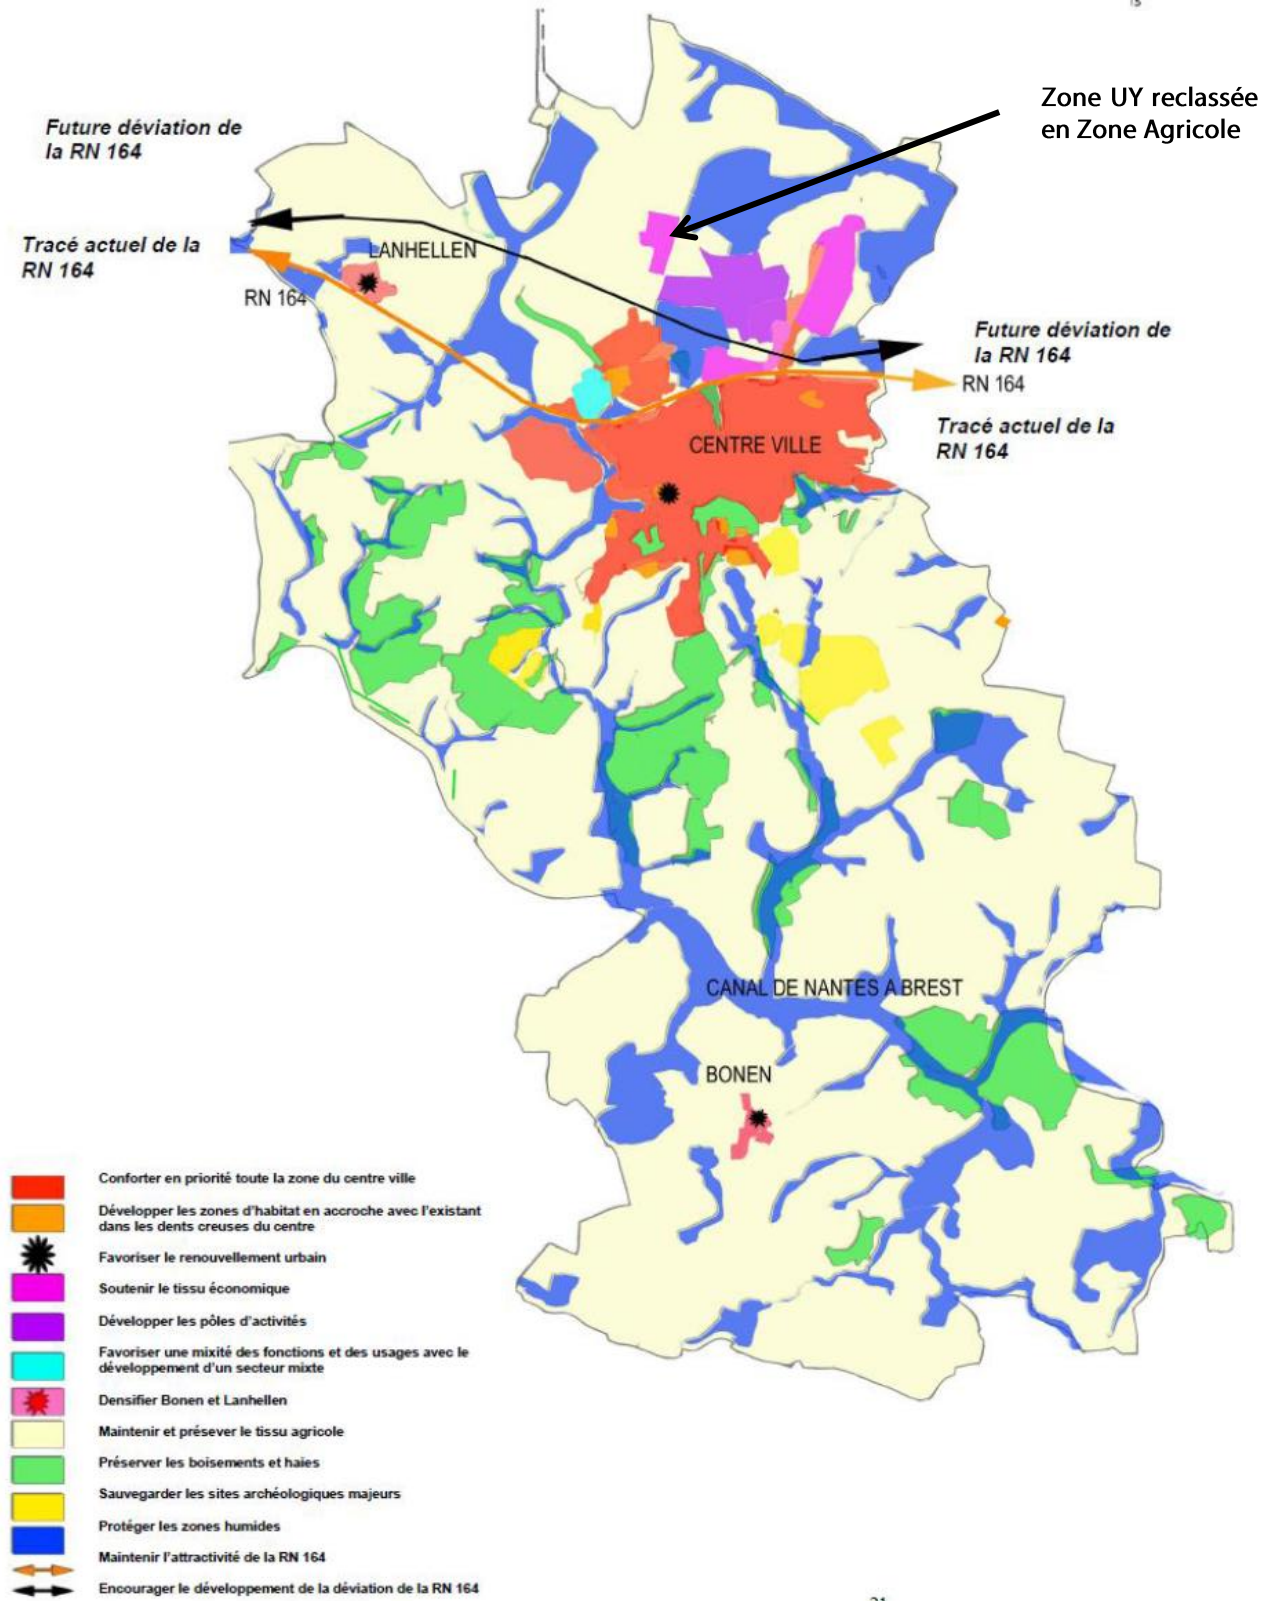 Zone UY reclassée
en Zone Agricole
Future déviation de
la RN 164
Tracé actuel de la
RN 164
LANHELLEN
RN 164
Future déviation de
la RN 164
RN 164
Tracé actuel de la
RN 164
CENTRE VILLE
CANAL DE NANTES A BREST
BONEN
Conforter en priorité toute la zone du centre ville
Développer les zones d'habitat en accroche avec l'existant
dans les dents creuses du centre
Favoriser le renouvellement urbain
Soutenir le tissu économique
Développer les pôles d'activités
Favoriser une mixité des fonctions et des usages avec le
développement d'un secteur mixte
Densifier Bonen et Lanhellen
Maintenir et présever le tissu agricole
Préserver les boisements et haies
Sauvegarder les sites archéologiques majeurs
Protéger les zones humides
Maintenir l'attractivité de la RN 164
Encourager le développement de la déviation de la RN 164